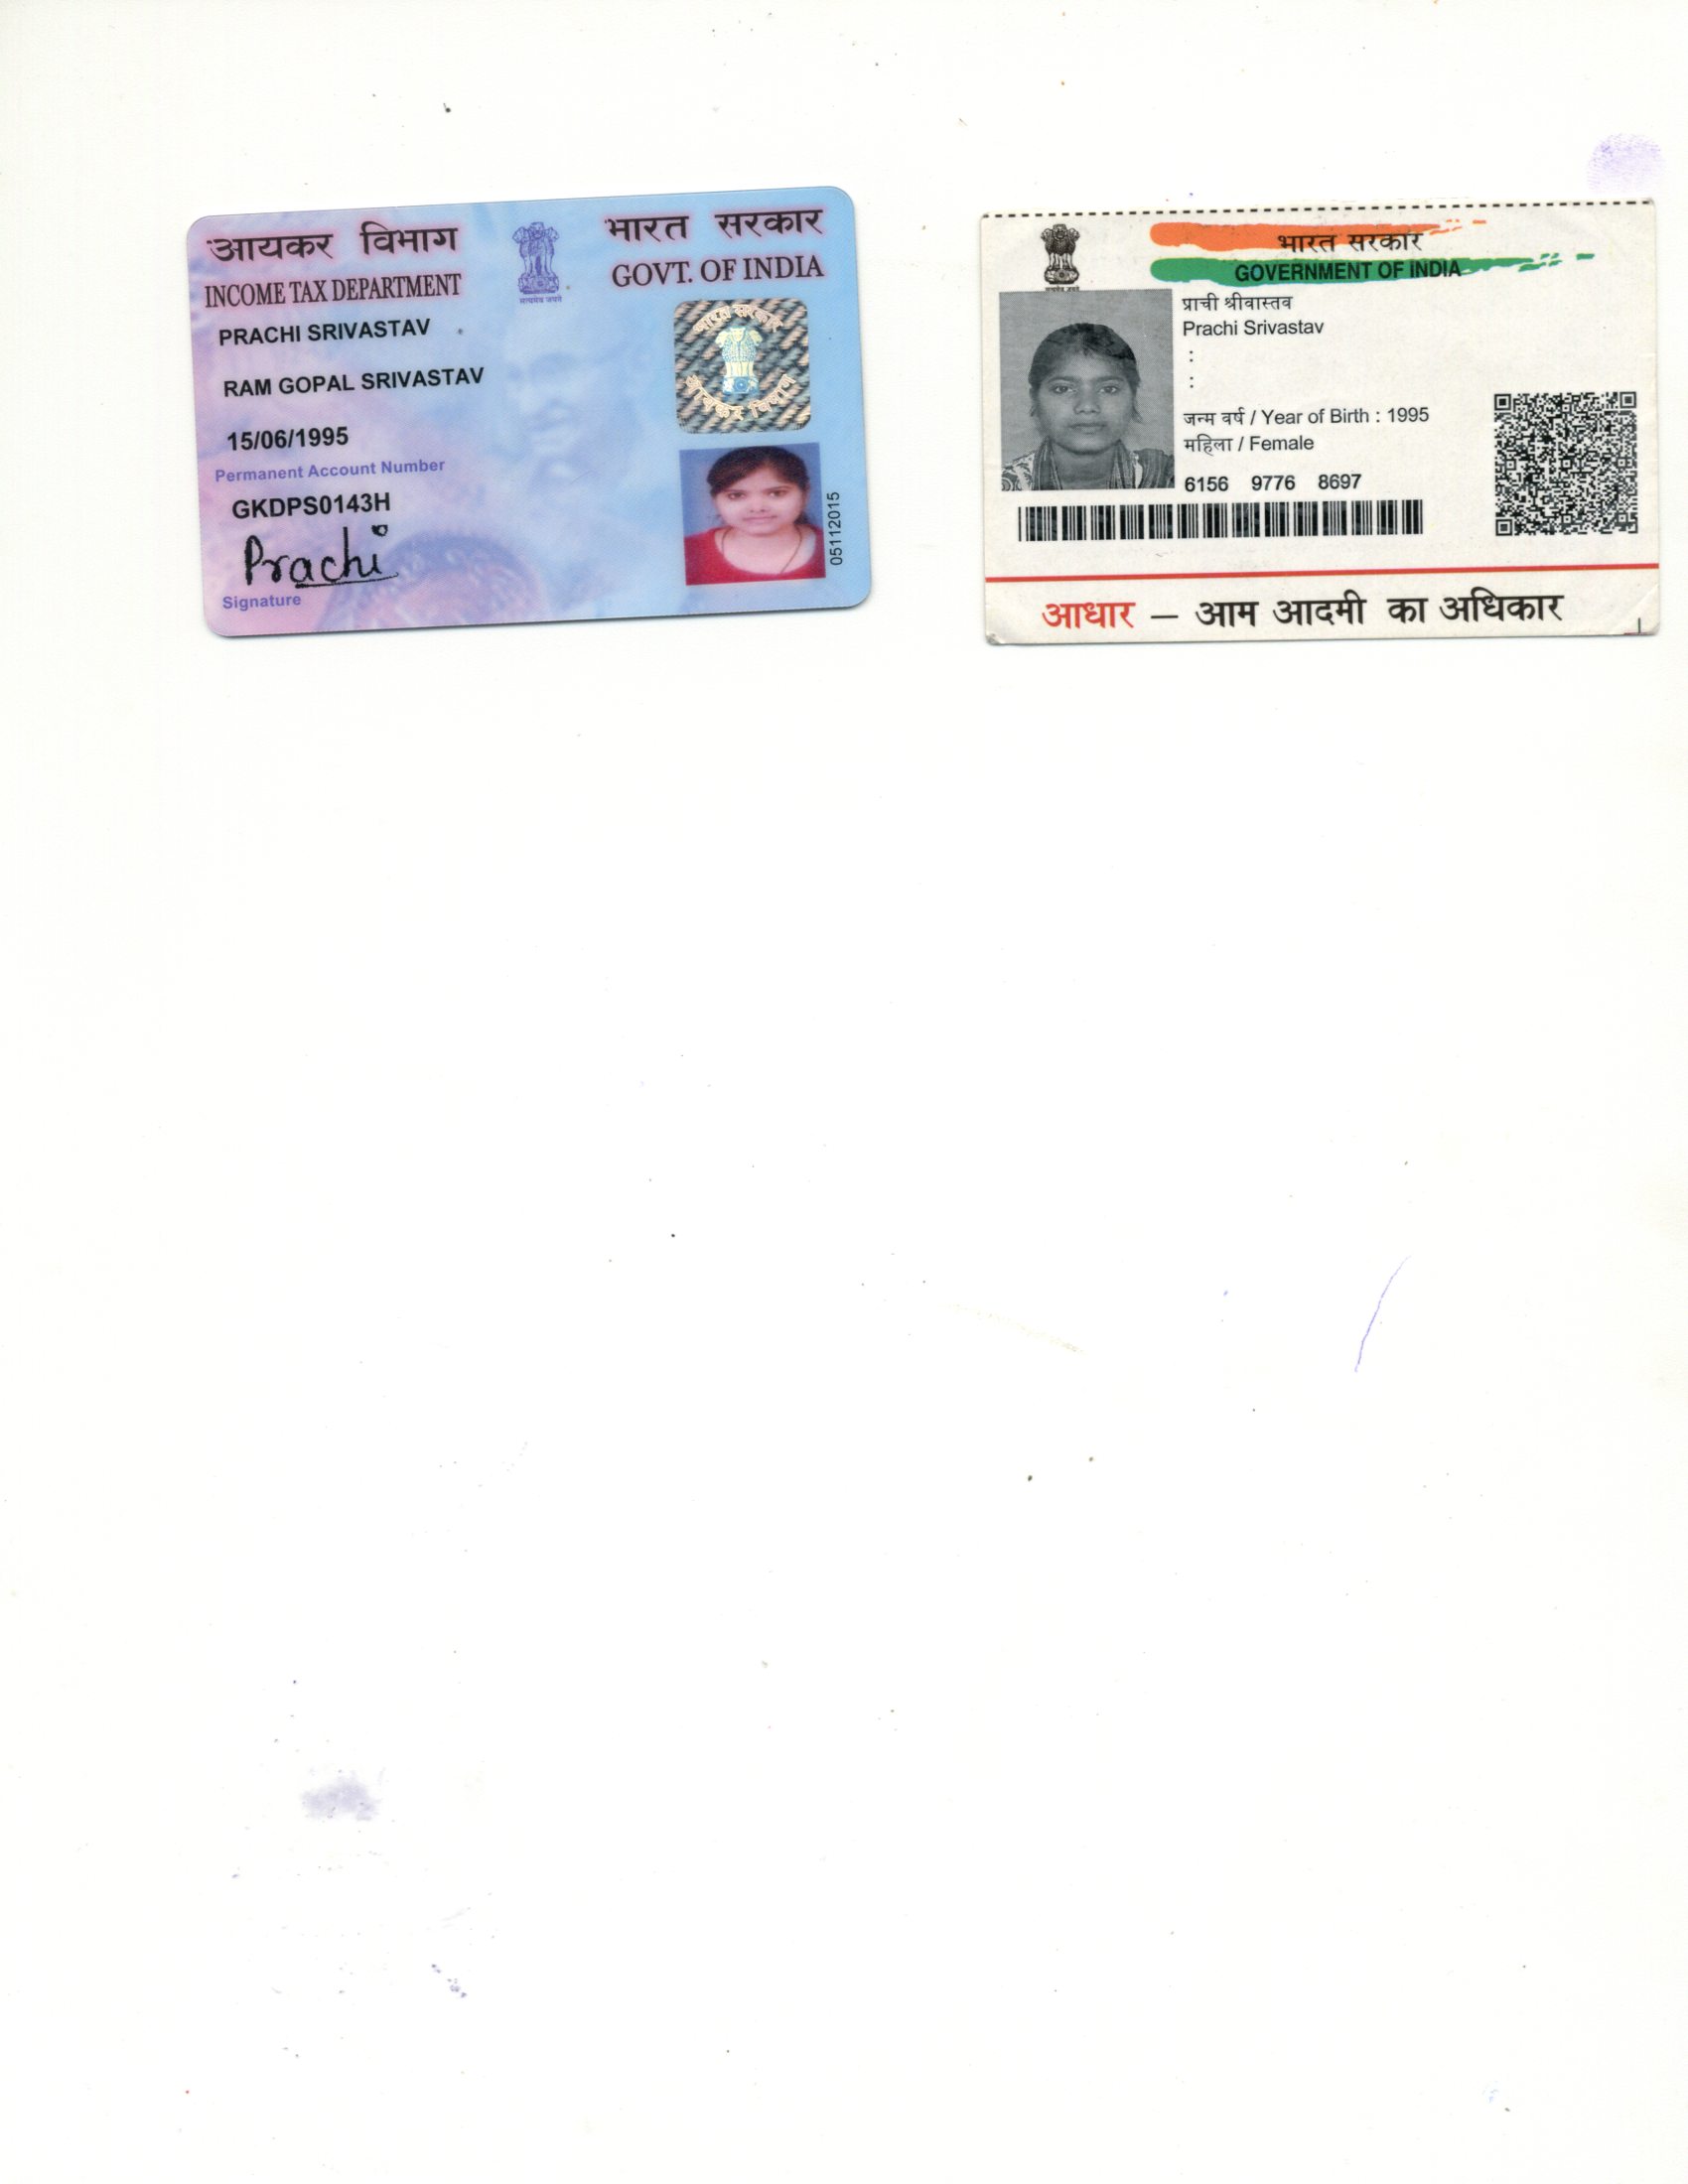 आयकर विभाग
INCOME TAX DEPARTMENT
सत्यमेव जयते
भारत सरकार
GOVT. OF INDIA
PRACHI SRIVASTAV
RAM GOPAL SRIVASTAV
15/06/1995
Permanent Account Number
GKDPS0143H
Prachi
Signature
भारत सरकार
आयकर विभाग
05112015
भारत सरकार
GOVERNMENT OF INDIA
सत्यमेव जयते
प्राची श्रीवास्तव
Prachi Srivastav
:
:
जन्म वर्ष / Year of Birth : 1995
महिला / Female
6156 9776 8697
आधार – आम आदमी का अधिकार